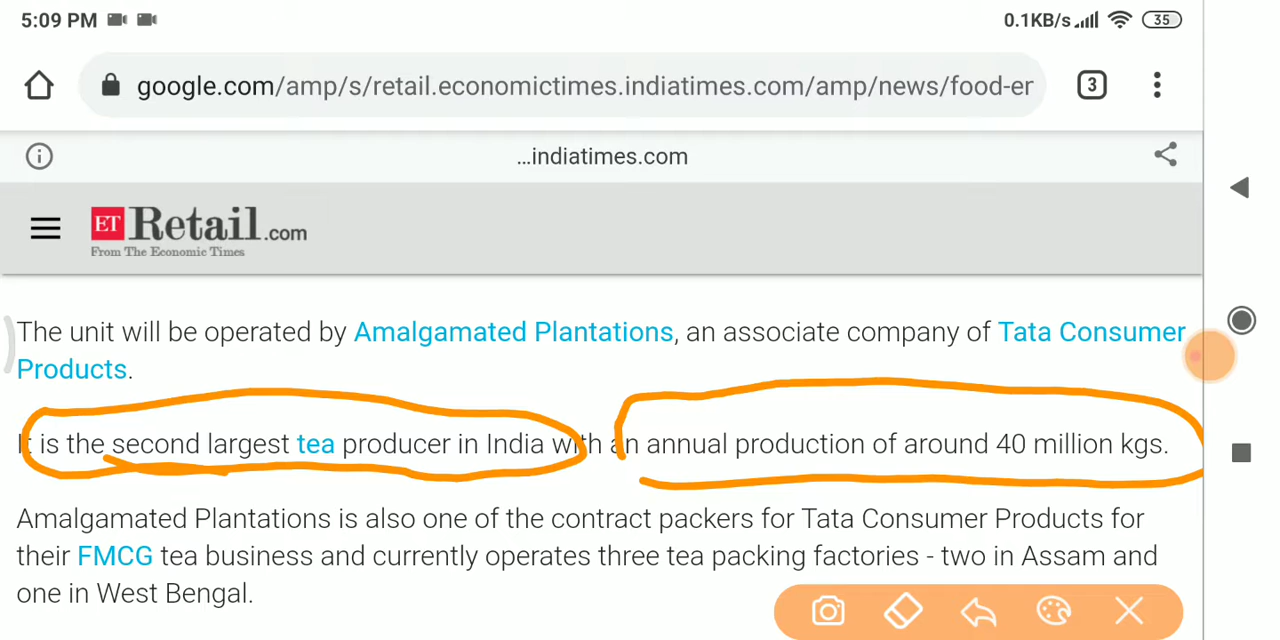 5:09 PM 0.1KB/s 35
google.com/amp/s/retail.economictimes.indiatimes.com/amp/news/food-er 3
...indiatimes.com
ET Retail.com
From The Economic Times
The unit will be operated by Amalgamated Plantations, an associate company of Tata Consumer
Products.
It is the second largest tea producer in India with an annual production of around 40 million kgs.
Amalgamated Plantations is also one of the contract packers for Tata Consumer Products for
their FMCG tea business and currently operates three tea packing factories - two in Assam and
one in West Bengal.